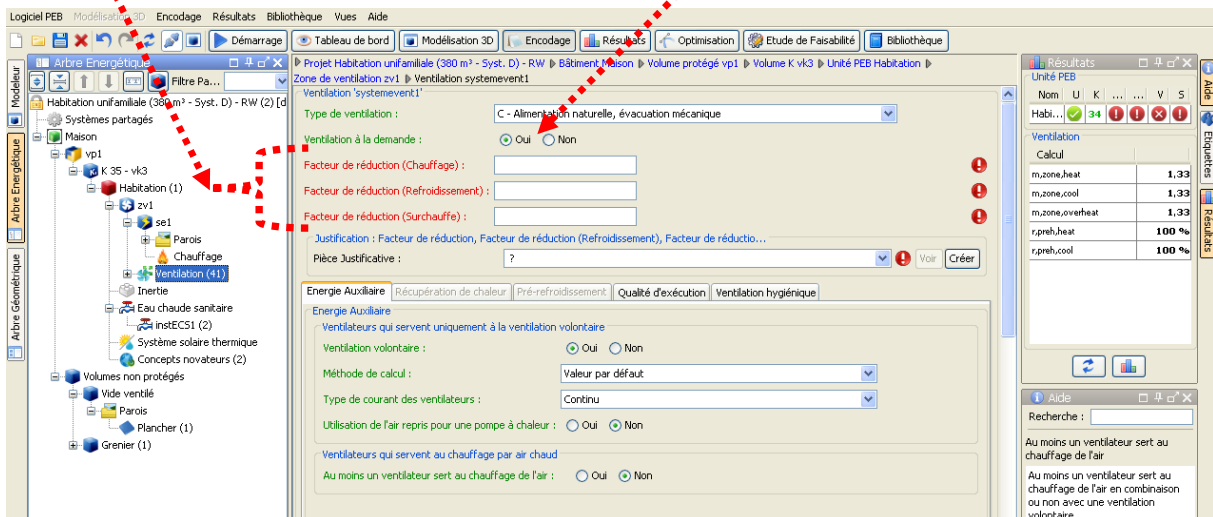 Logiciel PEB Modélisation 3D Encodage Résultats Bibliothèque Vues Aide
Démarrage Tableau de bord Modélisation 3D Encodage Résultats Optimisation Etude de Faisabilité Bibliothèque
Modeleur
Arbre Energétique
Arbre Géométrique
Arbre Energétique
Filtre Pa...
Habitation unifamiliale (380 m³ - Syst. D) - RW (2) [d
Systèmes partagés
Maison
vp1
K 35 - vk3
Habitation (1)
zv1
se1
Parois
Chauffage
Ventilation (41)
Inertie
Eau chaude sanitaire
instECS1 (2)
Système solaire thermique
Concepts novateurs (2)
Volumes non protégés
Vide ventilé
Parois
Plancher (1)
Grenier (1)
Projet Habitation unifamiliale (380 m³ - Syst. D) - RW Bâtiment Maison Volume protégé vp1 Volume K vk3 Unité PEB Habitation
Zone de ventilation zv1 Ventilation systemevent1
Ventilation 'systemevent1'
Type de ventilation : C - Alimentation naturelle, évacuation mécanique
Ventilation à la demande : Oui Non
Facteur de réduction (Chauffage) :
Facteur de réduction (Refroidissement) :
Facteur de réduction (Surchauffe) :
Justification : Facteur de réduction, Facteur de réduction (Refroidissement), Facteur de réductio...
Pièce Justificative : ? Voir Créer
Energie Auxiliaire Récupération de chaleur Pré-refroidissement Qualité d'exécution Ventilation hygiénique
Energie Auxiliaire
Ventilateurs qui servent uniquement à la ventilation volontaire
Ventilation volontaire : Oui Non
Méthode de calcul : Valeur par défaut
Type de courant des ventilateurs : Continu
Utilisation de l'air repris pour une pompe à chaleur : Oui Non
Ventilateurs qui servent au chauffage par air chaud
Au moins un ventilateur sert au chauffage de l'air : Oui Non
Résultats
Unité PEB
Nom U K ... ... V S
Habi... 34
Ventilation
Calcul
m,zone,heat 1,33
m,zone,cool 1,33
m,zone,overheat 1,33
r,preh,heat 100 %
r,preh,cool 100 %
Aide
Recherche :
Au moins un ventilateur sert au
chauffage de l'air
Au moins un ventilateur sert au
chauffage de l'air en combinaison
ou non avec une ventilation
volontaire
Aide
Etiquettes
Résultats